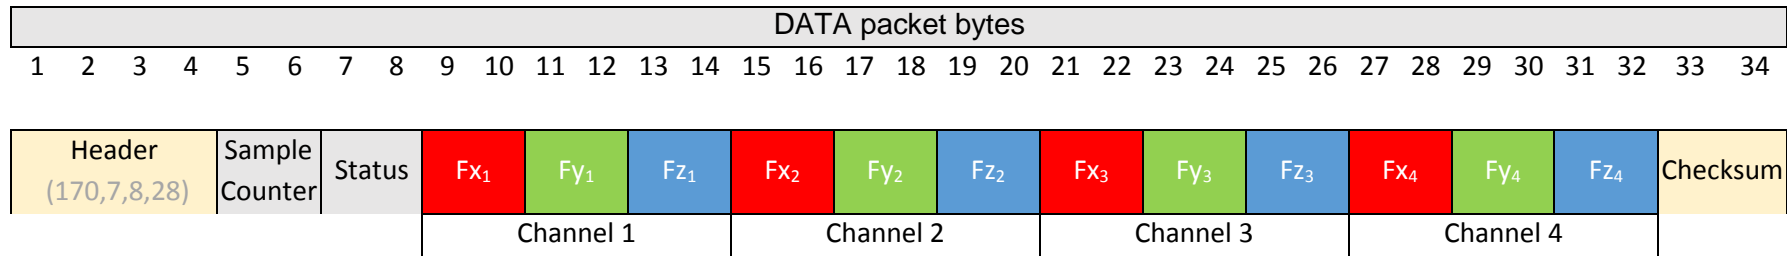 DATA packet bytes
1 2 3 4 5 6 7 8 9 10 11 12 13 14 15 16 17 18 19 20 21 22 23 24 25 26 27 28 29 30 31 32 33 34
Header (170,7,8,28) Sample Counter Status Fx₁ Fy₁ Fz₁ Fx₂ Fy₂ Fz₂ Fx₃ Fy₃ Fz₃ Fx₄ Fy₄ Fz₄ Checksum
Channel 1 Channel 2 Channel 3 Channel 4